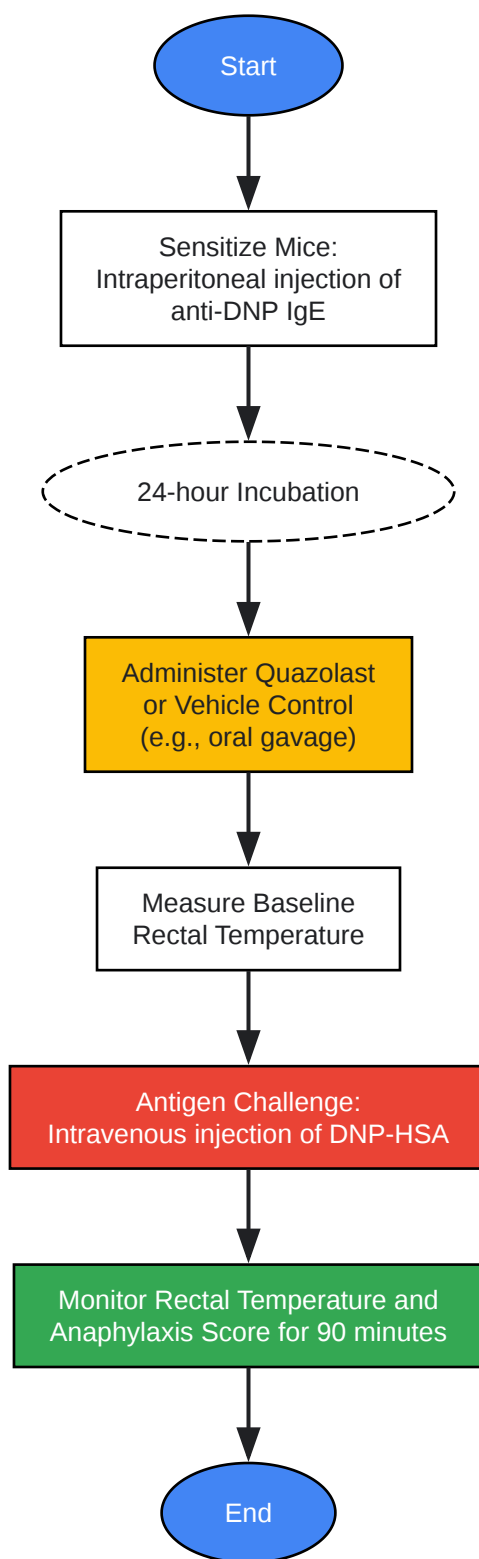 Start
Sensitize Mice:
Intraperitoneal injection of
anti-DNP IgE
24-hour Incubation
Administer Quazolast
or Vehicle Control
(e.g., oral gavage)
Measure Baseline
Rectal Temperature
Antigen Challenge:
Intravenous injection of DNP-HSA
Monitor Rectal Temperature and
Anaphylaxis Score for 90 minutes
End